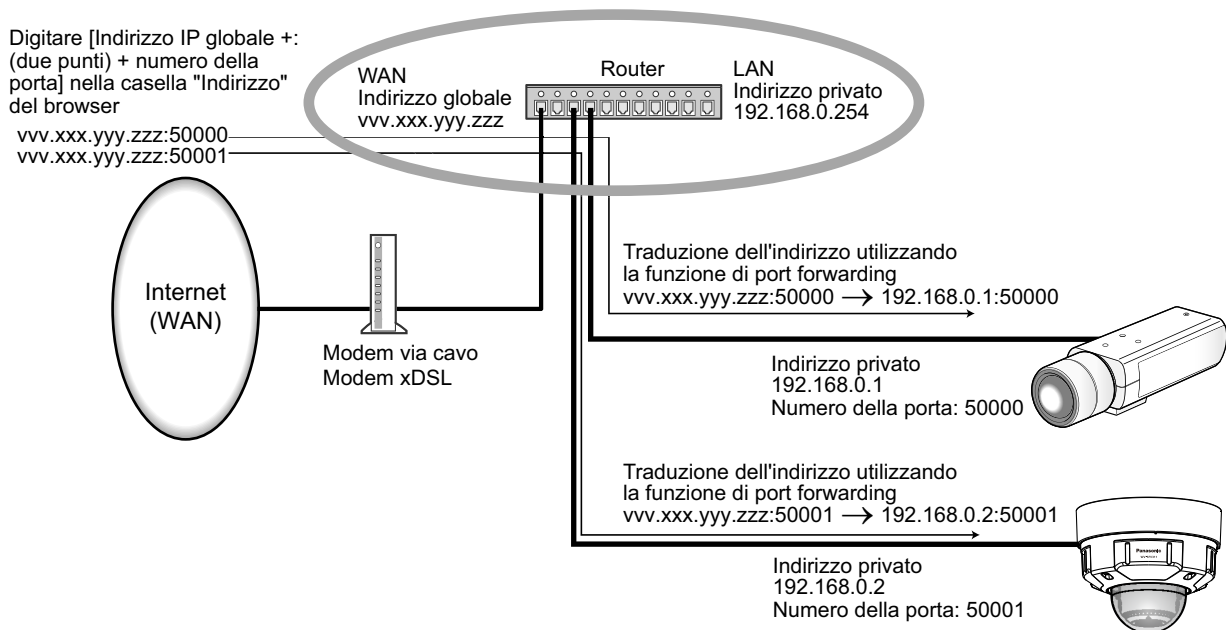 Digitare [Indirizzo IP globale +:
(due punti) + numero della
porta] nella casella "Indirizzo"
del browser
vvv.xxx.yyy.zzz:50000
vvv.xxx.yyy.zzz:50001
WAN
Indirizzo globale
vvv.xxx.yyy.zzz
Router
LAN
Indirizzo privato
192.168.0.254
Internet
(WAN)
Modem via cavo
Modem xDSL
Traduzione dell'indirizzo utilizzando
la funzione di port forwarding
vvv.xxx.yyy.zzz:50000 → 192.168.0.1:50000
Indirizzo privato
192.168.0.1
Numero della porta: 50000
Traduzione dell'indirizzo utilizzando
la funzione di port forwarding
vvv.xxx.yyy.zzz:50001 → 192.168.0.2:50001
Indirizzo privato
192.168.0.2
Numero della porta: 50001
Panasonic